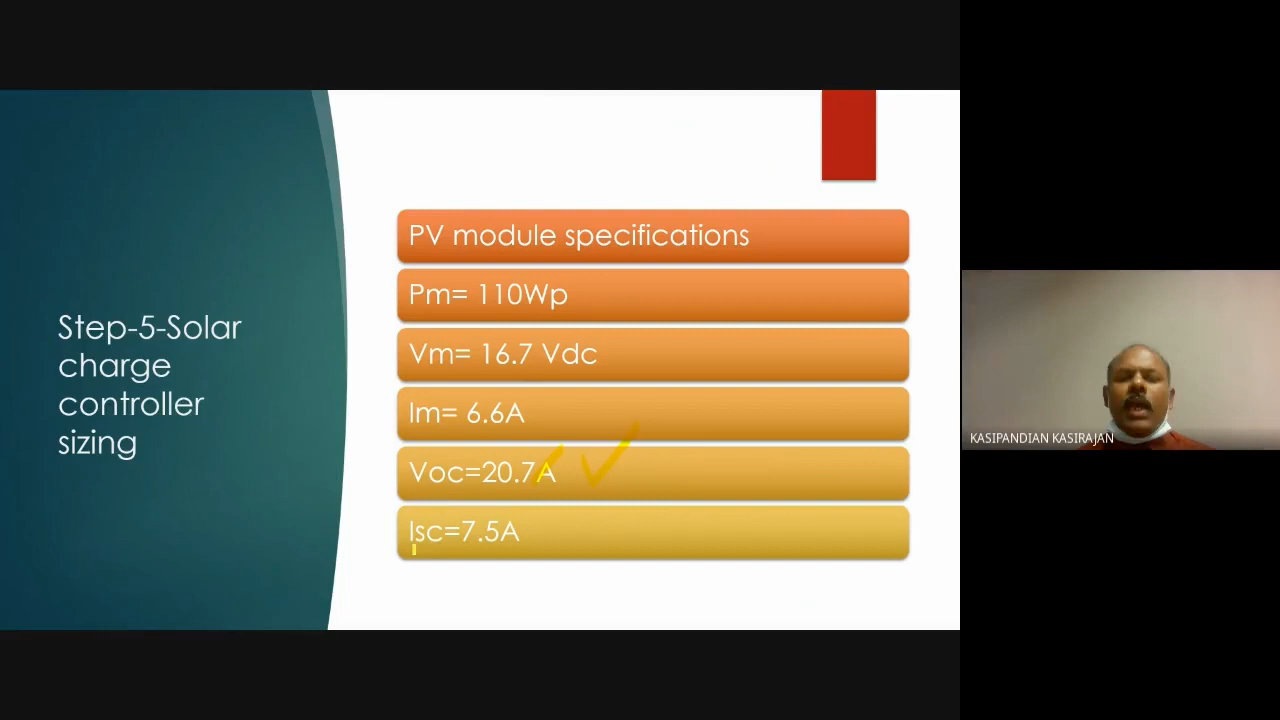 Step-5-Solar
charge
controller
sizing
PV module specifications
Pm= 110Wp
Vm= 16.7 Vdc
Im= 6.6A
Voc=20.7A
Isc=7.5A
KASIPANDIAN KASIRAJAN